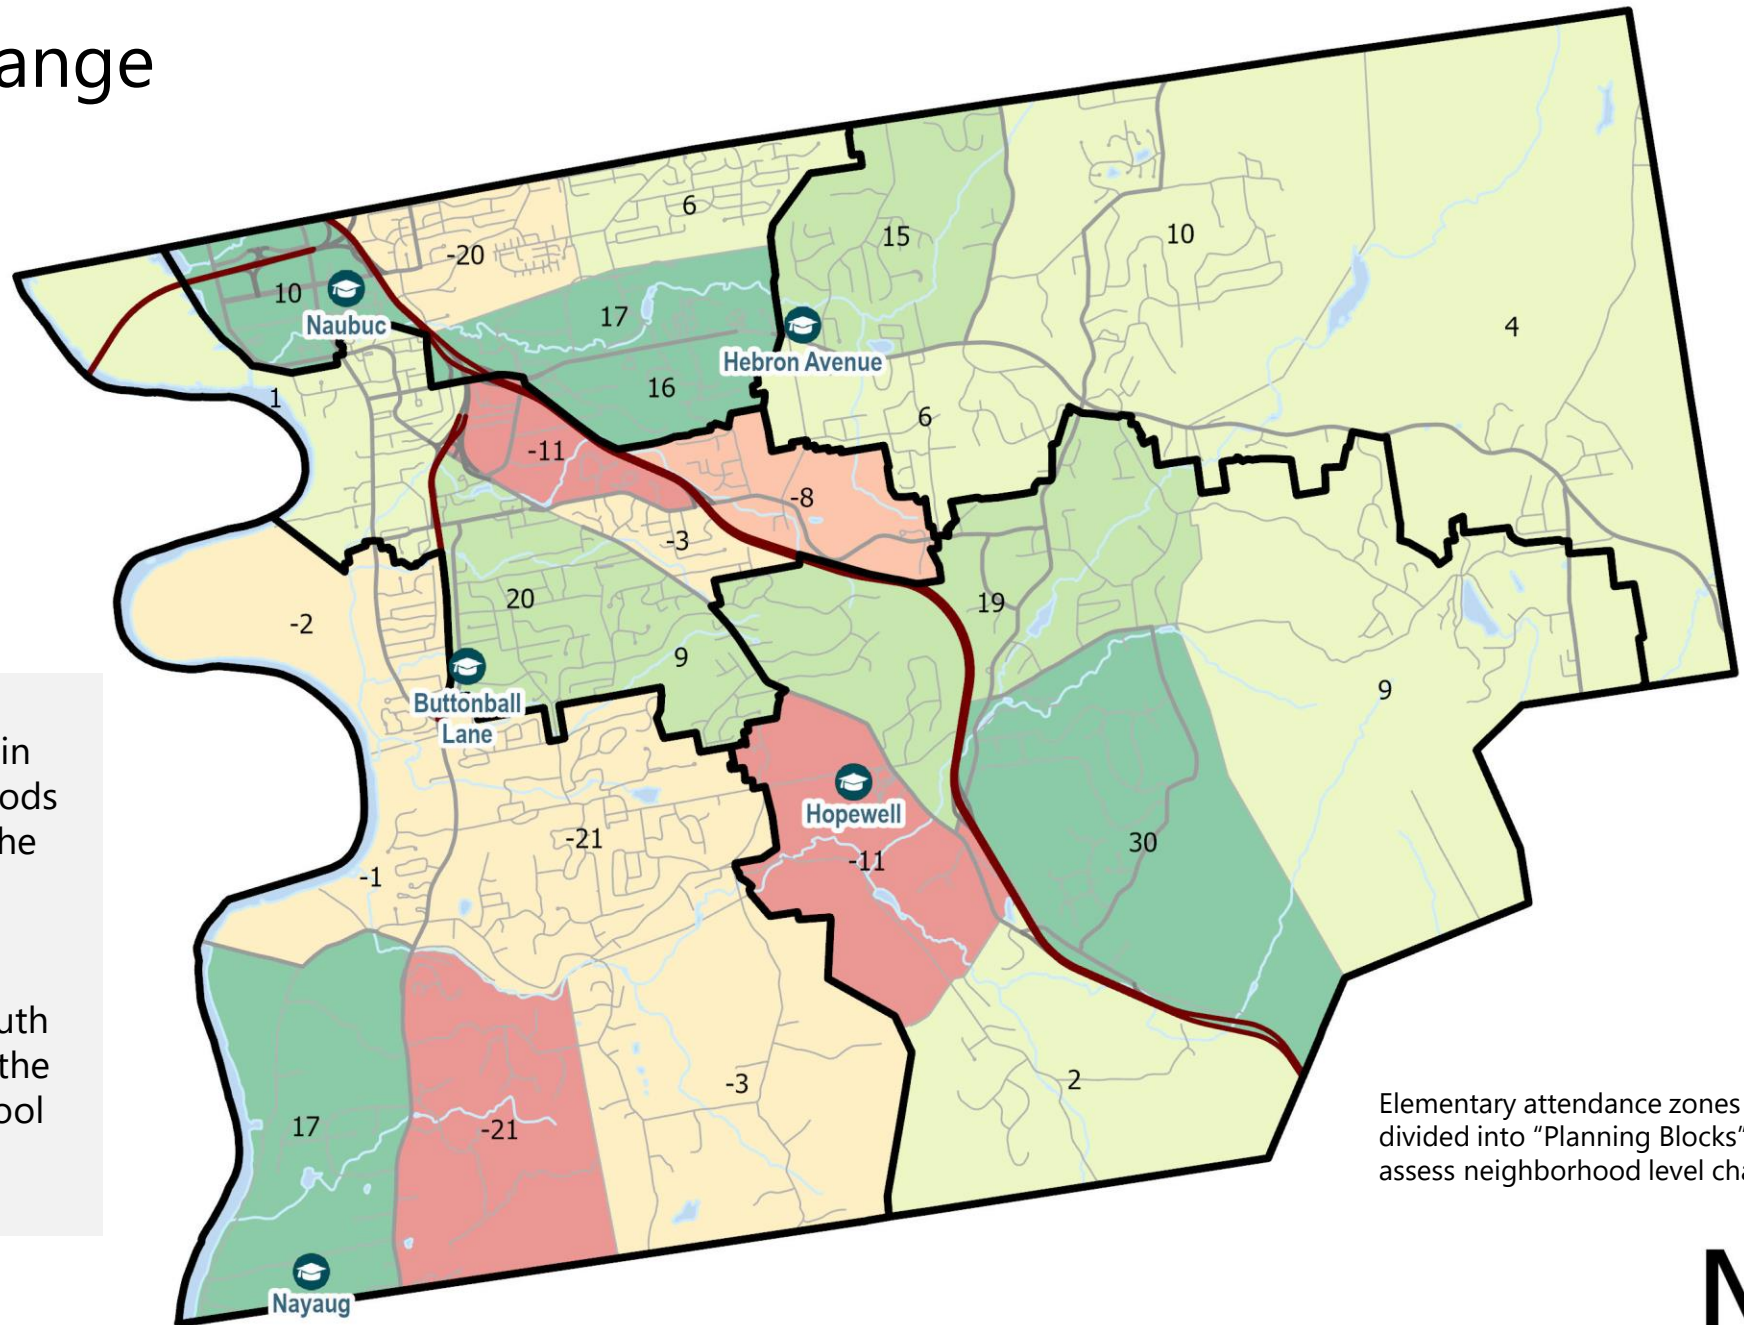 ange
6
-20
15
10
10
Naubuc
17
Hebron Avenue
4
16
1
6
-11
-8
-3
20
19
-2
9
9
Buttonball
Lane
in
ods
he
Hopewell
-21
-11
30
-1
uth
the
ool
-3
2
17
-21
Elementary attendance zones
divided into “Planning Blocks”
assess neighborhood level cha
Nayaug